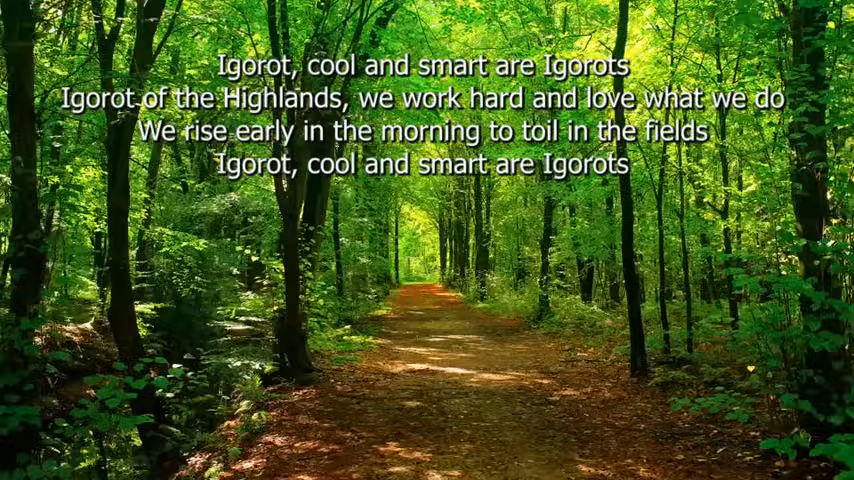 Igorot, cool and smart are Igorots
Igorot of the Highlands, we work hard and love what we do
We rise early in the morning to toil in the fields
Igorot, cool and smart are Igorots